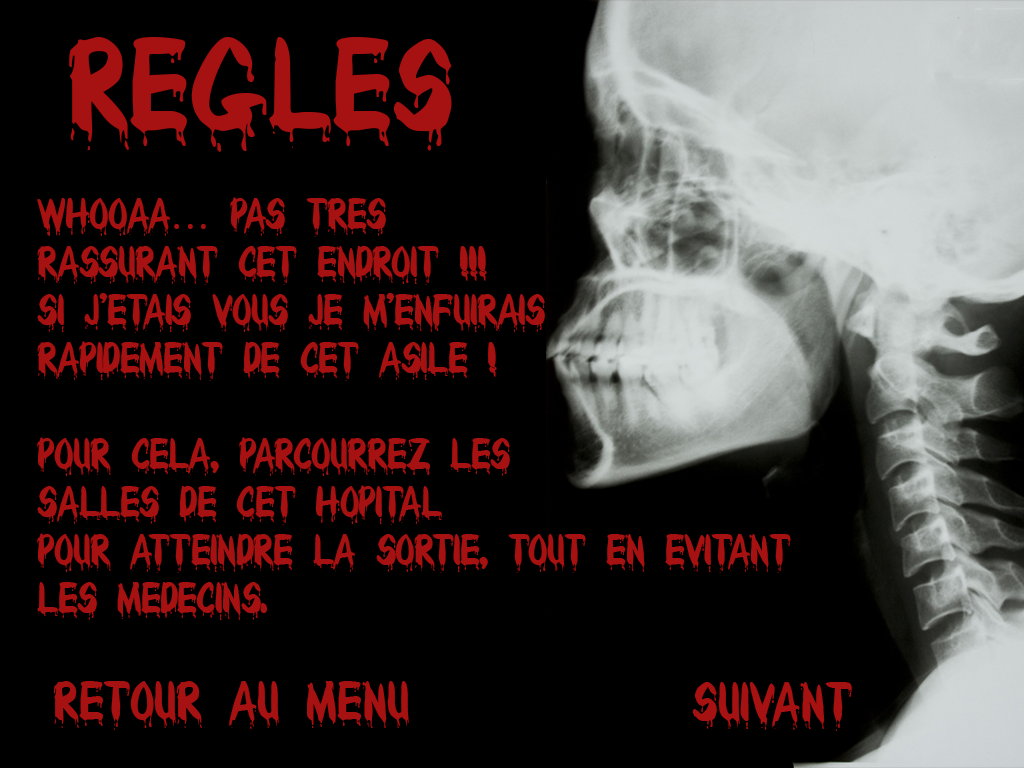 REGLES
WHOOAA... PAS TRES
RASSURANT CET ENDROIT !!!
SI J'ETAIS VOUS JE M'ENFUIRAIS
RAPIDEMENT DE CET ASILE !
POUR CELA, PARCOURREZ LES
SALLES DE CET HOPITAL
POUR ATTEINDRE LA SORTIE, TOUT EN EVITANT
LES MEDECINS.
RETOUR AU MENU
SUIVANT